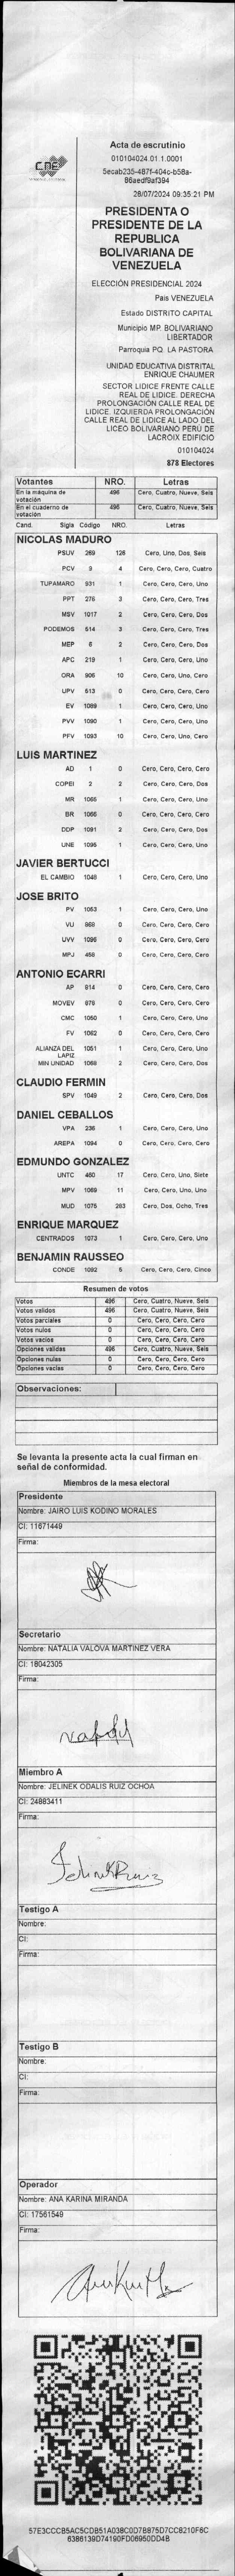 Acta de escrutinio
010104024.01.1.0001
5ecab235-487f-404c-b58a-
86aedf9af394
28/07/2024 09:35:21 PM
CNE
PRESIDENTA O
PRESIDENTE DE LA
REPUBLICA
BOLIVARIANA DE
VENEZUELA
ELECCIÓN PRESIDENCIAL 2024
Pais VENEZUELA
Estado DISTRITO CAPITAL
Municipio MP. BOLIVARIANO
LIBERTADOR
Parroquia PQ. LA PASTORA
UNIDAD EDUCATIVA DISTRITAL
ENRIQUE CHAUMER
SECTOR LIDICE FRENTE CALLE
REAL DE LIDICE. DERECHA
PROLONGACIÓN CALLE REAL DE
LIDICE. IZQUIERDA PROLONGACIÓN
CALLE REAL DE LIDICE AL LADO DEL
LICEO BOLIVARIANO PERÚ DE
LACROIX EDIFICIO
010104024
878 Electores
Votantes NRO. Letras
En la máquina de votación 496 Cero, Cuatro, Nueve, Seis
En el cuaderno de votación 496 Cero, Cuatro, Nueve, Seis
Cand. Sigla Código NRO. Letras
NICOLAS MADURO
PSUV 269 126 Cero, Uno, Dos, Seis
PCV 9 4 Cero, Cero, Cero, Cuatro
TUPAMARO 931 1 Cero, Cero, Cero, Uno
PPT 275 3 Cero, Cero, Cero, Tres
MSV 1017 2 Cero, Cero, Cero, Dos
PODEMOS 514 3 Cero, Cero, Cero, Tres
MEP 6 2 Cero, Cero, Cero, Dos
APC 219 1 Cero, Cero, Cero, Uno
ORA 906 10 Cero, Cero, Uno, Cero
UPV 513 0 Cero, Cero, Cero, Cero
EV 1089 1 Cero, Cero, Cero, Uno
PVV 1090 1 Cero, Cero, Cero, Uno
PFV 1093 10 Cero, Cero, Uno, Cero
LUIS MARTINEZ
AD 1 0 Cero, Cero, Cero, Cero
COPEI 2 2 Cero, Cero, Cero, Dos
MR 1065 1 Cero, Cero, Cero, Uno
BR 1066 0 Cero, Cero, Cero, Cero
DDP 1091 2 Cero, Cero, Cero, Dos
UNE 1095 1 Cero, Cero, Cero, Uno
JAVIER BERTUCCI
EL CAMBIO 1048 1 Cero, Cero, Cero, Uno
JOSE BRITO
PV 1053 1 Cero, Cero, Cero, Uno
VU 868 0 Cero, Cero, Cero, Cero
UVV 1096 0 Cero, Cero, Cero, Cero
MPJ 458 0 Cero, Cero, Cero, Cero
ANTONIO ECARRI
AP 914 0 Cero, Cero, Cero, Cero
MOVEV 978 0 Cero, Cero, Cero, Cero
CMC 1050 1 Cero, Cero, Cero, Uno
FV 1062 0 Cero, Cero, Cero, Cero
ALIANZA DEL LAPIZ 1051 1 Cero, Cero, Cero, Uno
MIN UNIDAD 1068 2 Cero, Cero, Cero, Dos
CLAUDIO FERMIN
SPV 1049 2 Cero, Cero, Cero, Dos
DANIEL CEBALLOS
VPA 236 1 Cero, Cero, Cero, Uno
AREPA 1094 0 Cero, Cero, Cero, Cero
EDMUNDO GONZALEZ
UNTC 460 17 Cero, Cero, Uno, Siete
MPV 1069 11 Cero, Cero, Uno, Uno
MUD 1075 283 Cero, Dos, Ocho, Tres
ENRIQUE MARQUEZ
CENTRADOS 1073 1 Cero, Cero, Cero, Uno
BENJAMIN RAUSSEO
CONDE 1092 5 Cero, Cero, Cero, Cinco
Resumen de votos
Votos 496 Cero, Cuatro, Nueve, Seis
Votos validos 496 Cero, Cuatro, Nueve, Seis
Votos parciales 0 Cero, Cero, Cero, Cero
Votos nulos 0 Cero, Cero, Cero, Cero
Votos vacios 0 Cero, Cero, Cero, Cero
Opciones validas 496 Cero, Cuatro, Nueve, Seis
Opciones nulas 0 Cero, Cero, Cero, Cero
Opciones vacias 0 Cero, Cero, Cero, Cero
Observaciones:
Se levanta la presente acta la cual firman en
señal de conformidad.
Miembros de la mesa electoral
Presidente
Nombre: JAIRO LUIS KODINO MORALES
CI: 11671449
Firma:
Secretario
Nombre: NATALIA VALOVA MARTINEZ VERA
CI: 18042305
Firma:
Miembro A
Nombre: JELINEK ODALIS RUIZ OCHOA
CI: 24883411
Firma:
JelinekRuiz
Testigo A
Nombre:
CI:
Firma:
Testigo B
Nombre:
CI:
Firma:
Operador
Nombre: ANA KARINA MIRANDA
CI: 17561549
Firma:
57E3CCCB5AC5CDB51A038C0D7B875D7CC8210F6C
6386139D74190FD06950DD4B